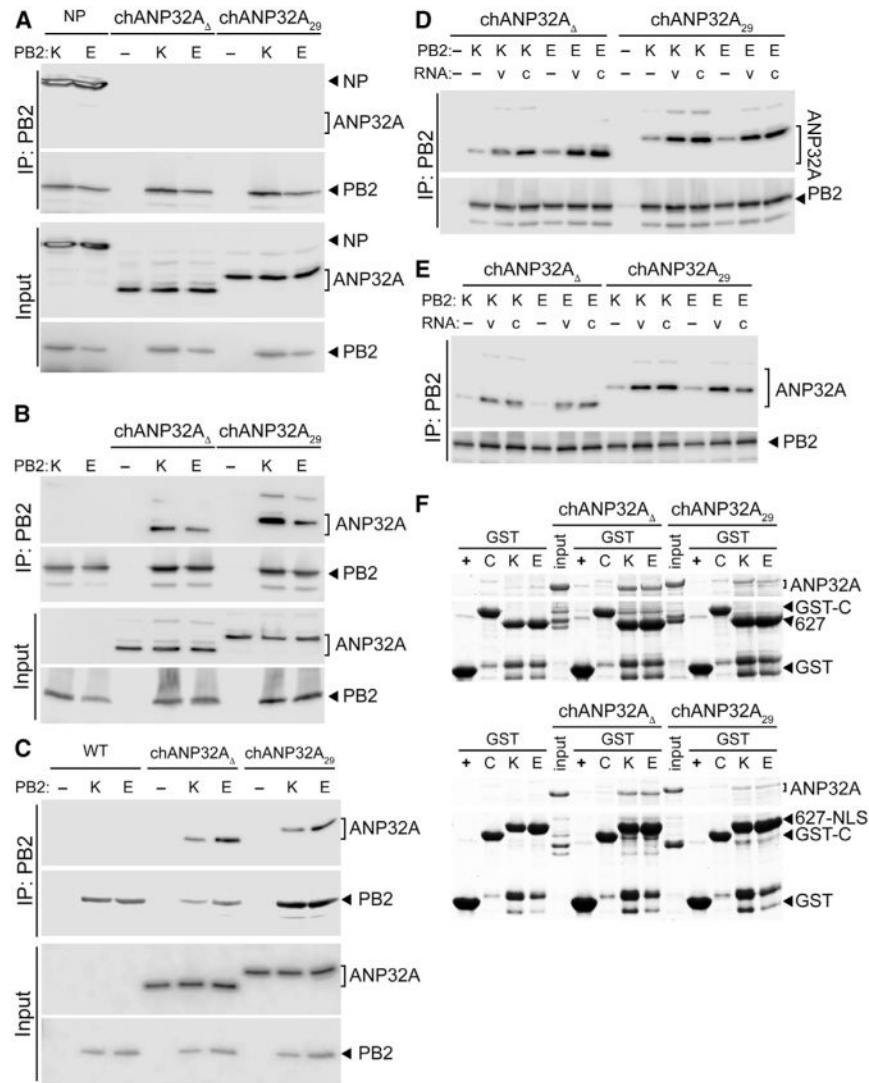 A
NP chANP32AΔ chANP32A29
PB2: K E – K E – K E
IP: PB2
NP
ANP32A
PB2
Input
NP
ANP32A
PB2
B
chANP32AΔ chANP32A29
PB2: K E – K E – K E
IP: PB2
ANP32A
PB2
Input
ANP32A
PB2
C
WT chANP32AΔ chANP32A29
PB2: – K E – K E – K E
IP: PB2
ANP32A
PB2
Input
ANP32A
PB2
D
chANP32AΔ chANP32A29
PB2: – K K K E E E – K K K E E E
RNA: – v c – v c – v c – v c
IP: PB2
ANP32A
PB2
E
chANP32AΔ chANP32A29
PB2: K K K E E E K K K E E E
RNA: – v c – v c – v c – v c
IP: PB2
ANP32A
PB2
F
chANP32AΔ chANP32A29
GST GST GST
+ C K E input + C K E input + C K E
ANP32A
GST-C
627
GST
chANP32AΔ chANP32A29
GST GST GST
+ C K E input + C K E input + C K E
ANP32A
627-NLS
GST-C
GST